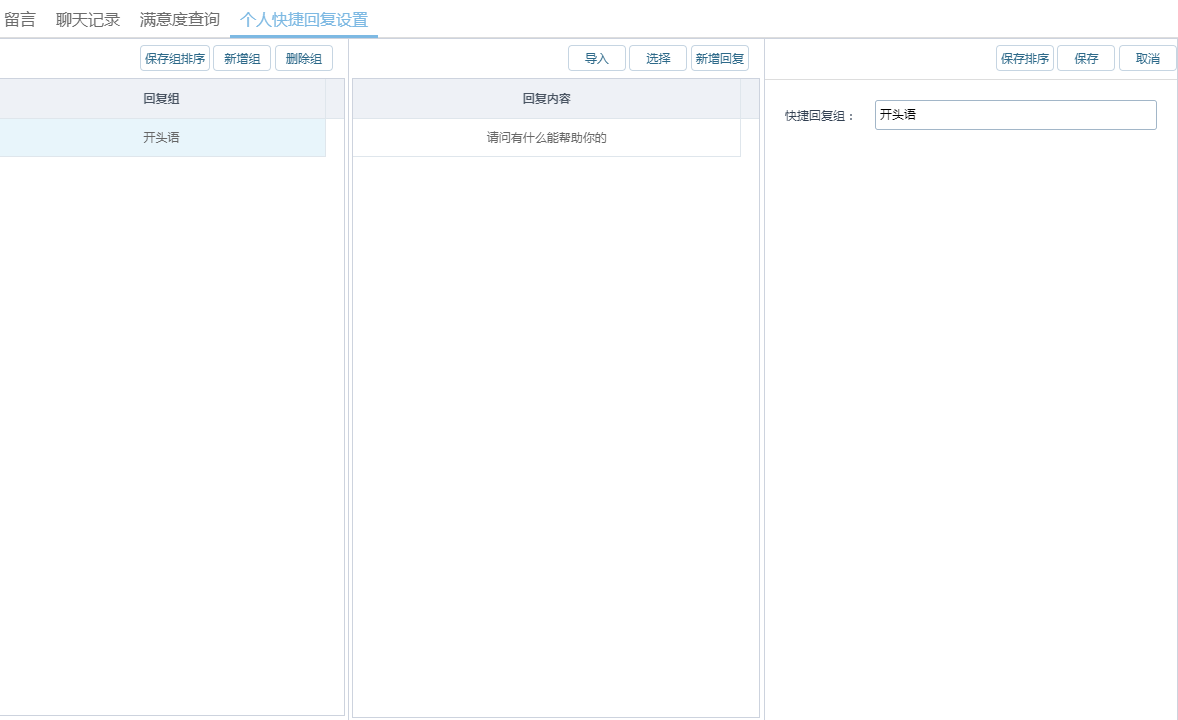 留言 聊天记录 满意度查询 个人快捷回复设置
保存组排序 新增组 删除组 导入 选择 新增回复 保存排序 保存 取消
回复组 回复内容
快捷回复组： 开头语
开头语 请问有什么能帮助你的